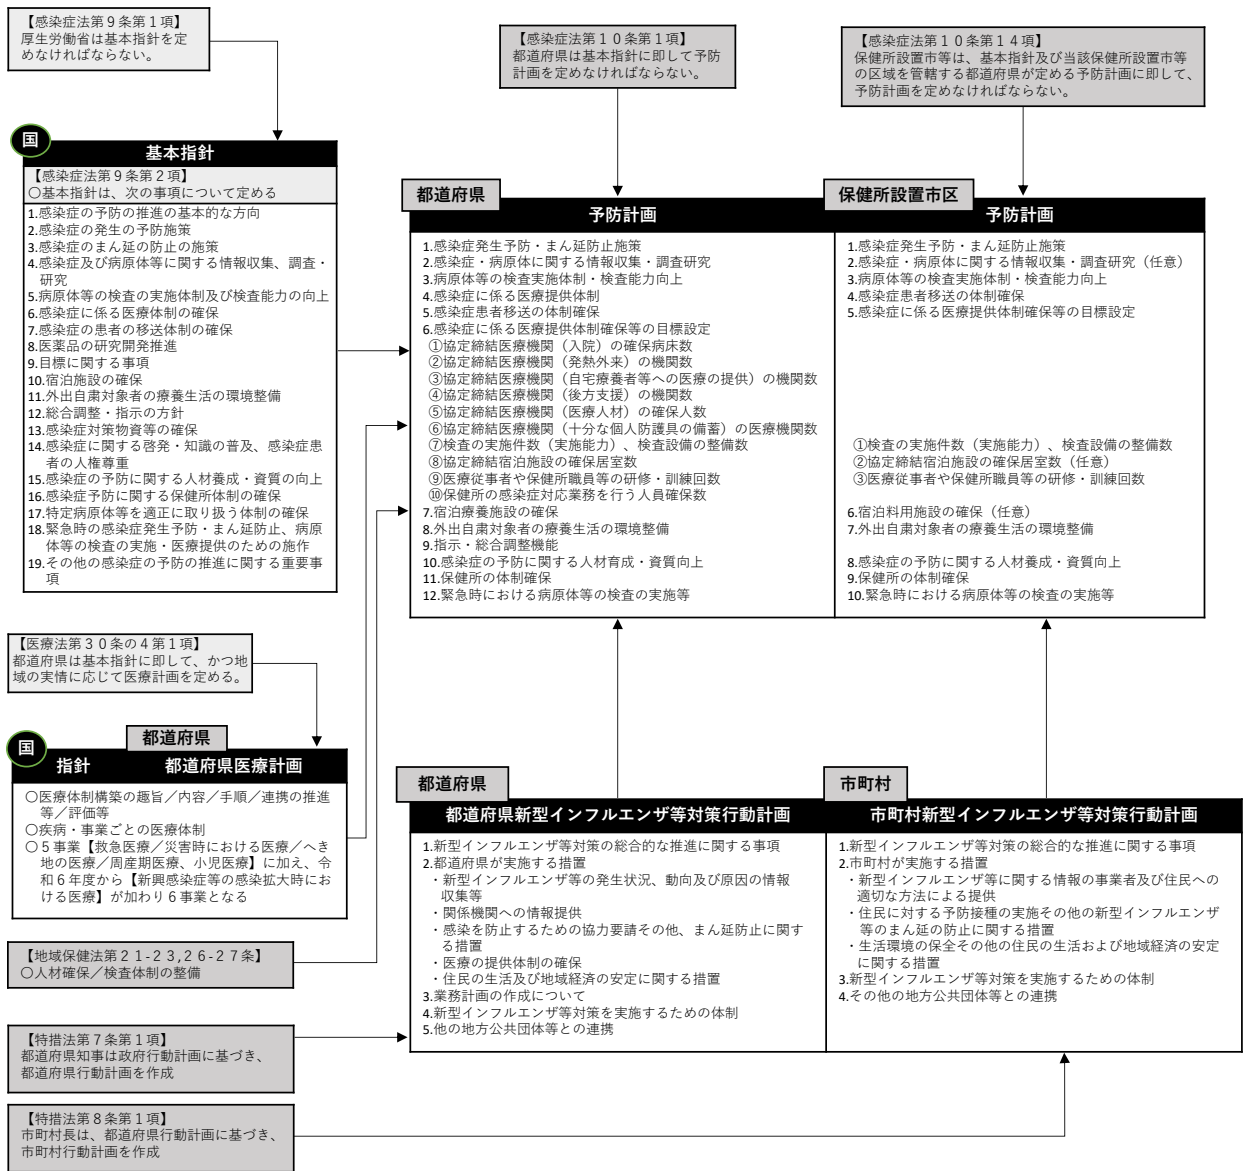 【感染症法第９条第１項】
厚生労働省は基本指針を定
めなければならない。
【感染症法第１０条第１項】
都道府県は基本指針に即して予防
計画を定めなければならない。
【感染症法第１０条第１４項】
保健所設置市等は、基本指針及び当該保健所設置市等
の区域を管轄する都道府県が定める予防計画に即して、
予防計画を定めなければならない。
国
基本指針
【感染症法第９条第２項】
〇基本指針は、次の事項について定める
1.感染症の予防の推進の基本的な方向
2.感染症の発生の予防施策
3.感染症のまん延の防止の施策
4.感染症及び病原体等に関する情報収集、調査・
研究
5.病原体等の検査の実施体制及び検査能力の向上
6.感染症に係る医療体制の確保
7.感染症の患者の移送体制の確保
8.医薬品の研究開発推進
9.目標に関する事項
10.宿泊施設の確保
11.外出自粛対象者の療養生活の環境整備
12.総合調整・指示の方針
13.感染症対策物資等の確保
14.感染症に関する啓発・知識の普及、感染症患
者の人権尊重
15.感染症の予防に関する人材養成・資質の向上
16.感染症予防に関する保健所体制の確保
17.特定病原体等を適正に取り扱う体制の確保
18.緊急時の感染症発生予防・まん延防止、病原
体等の検査の実施・医療提供のための施作
19.その他の感染症の予防の推進に関する重要事
項
都道府県
予防計画
1.感染症発生予防・まん延防止施策
2.感染症・病原体に関する情報収集・調査研究
3.病原体等の検査実施体制・検査能力向上
4.感染症に係る医療提供体制
5.感染症患者移送の体制確保
6.感染症に係る医療提供体制確保等の目標設定
①協定締結医療機関（入院）の確保病床数
②協定締結医療機関（発熱外来）の機関数
③協定締結医療機関（自宅療養者等への医療の提供）の機関数
④協定締結医療機関（後方支援）の機関数
⑤協定締結医療機関（医療人材）の確保人数
⑥協定締結医療機関（十分な個人防護具の備蓄）の医療機関数
⑦検査の実施件数（実施能力）、検査設備の整備数
⑧協定締結宿泊施設の確保居室数
⑨医療従事者や保健所職員等の研修・訓練回数
⑩保健所の感染症対応業務を行う人員確保数
7.宿泊療養施設の確保
8.外出自粛対象者の療養生活の環境整備
9.指示・総合調整機能
10.感染症の予防に関する人材育成・資質向上
11.保健所の体制確保
12.緊急時における病原体等の検査の実施等
保健所設置市区
予防計画
1.感染症発生予防・まん延防止施策
2.感染症・病原体に関する情報収集・調査研究（任意）
3.病原体等の検査実施体制・検査能力向上
4.感染症患者移送の体制確保
5.感染症に係る医療提供体制確保等の目標設定
①検査の実施件数（実施能力）、検査設備の整備数
②協定締結宿泊施設の確保居室数（任意）
③医療従事者や保健所職員等の研修・訓練回数
6.宿泊料用施設の確保（任意）
7.外出自粛対象者の療養生活の環境整備
8.感染症の予防に関する人材養成・資質向上
9.保健所の体制確保
10.緊急時における病原体等の検査の実施等
【医療法第３０条の４第１項】
都道府県は基本指針に即して、かつ地
域の実情に応じて医療計画を定める。
国
都道府県
指針 都道府県医療計画
〇医療体制構築の趣旨／内容／手順／連携の推進
等／評価等
〇疾病・事業ごとの医療体制
〇５事業【救急医療／災害時における医療／へき
地の医療／周産期医療、小児医療】に加え、令
和６年度から【新興感染症等の感染拡大時にお
ける医療】が加わり６事業となる
【地域保健法第２１-２３,２６-２７条】
〇人材確保／検査体制の整備
【特措法第７条第１項】
都道府県知事は政府行動計画に基づき、
都道府県行動計画を作成
【特措法第８条第１項】
市町村長は、都道府県行動計画に基づき、
市町村行動計画を作成
都道府県
都道府県新型インフルエンザ等対策行動計画
1.新型インフルエンザ等対策の総合的な推進に関する事項
2.都道府県が実施する措置
・新型インフルエンザ等の発生状況、動向及び原因の情報
収集等
・関係機関への情報提供
・感染を防止するための協力要請その他、まん防止に関す
る措置
・医療の提供体制の確保
・住民の生活及び地域経済の安定に関する措置
3.業務計画の作成について
4.新型インフルエンザ等対策を実施するための体制
5.他の地方公共団体等との連携
市町村
市町村新型インフルエンザ等対策行動計画
1.新型インフルエンザ等対策の総合的な推進に関する事項
2.市町村が実施する措置
・新型インフルエンザ等に関する情報の事業者及び住民への
適切な方法による提供
・住民に対する予防接種の実施その他の新型インフルエンザ
等のまん延の防止に関する措置
・生活環境の保全その他の住民の生活および地域経済の安定
に関する措置
3.新型インフルエンザ等対策を実施するための体制
4.その他の地方公共団体等との連携